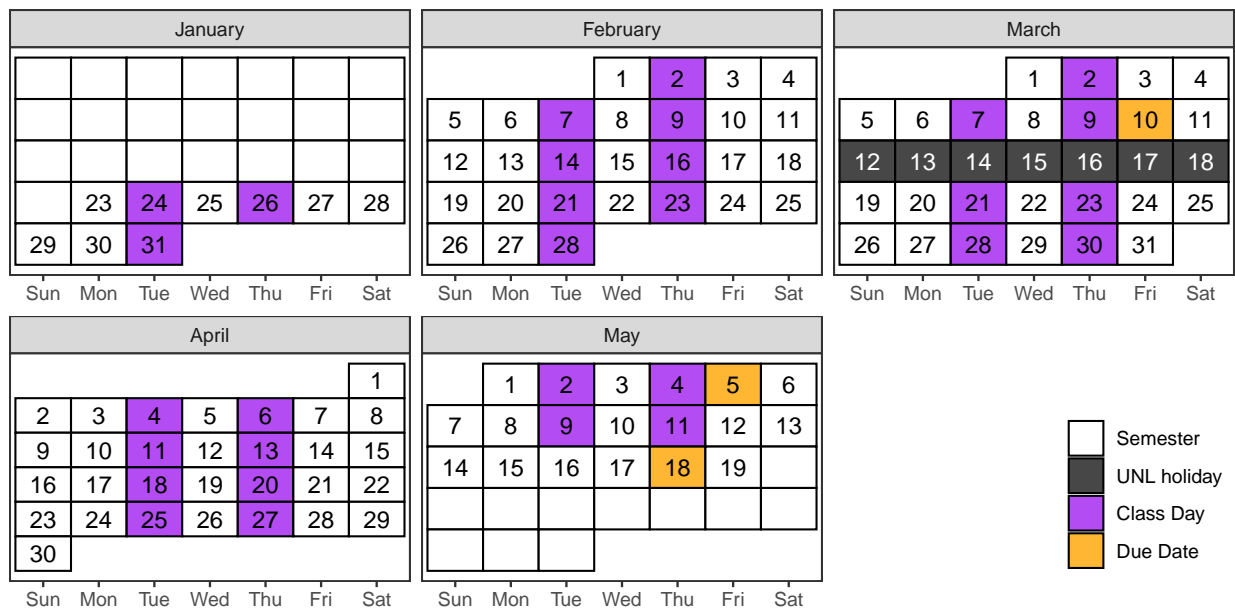 January
23 24 25 26 27 28
29 30 31
Sun Mon Tue Wed Thu Fri Sat
February
1 2 3 4
5 6 7 8 9 10 11
12 13 14 15 16 17 18
19 20 21 22 23 24 25
26 27 28
Sun Mon Tue Wed Thu Fri Sat
March
1 2 3 4
5 6 7 8 9 10 11
12 13 14 15 16 17 18
19 20 21 22 23 24 25
26 27 28 29 30 31
Sun Mon Tue Wed Thu Fri Sat
April
1
2 3 4 5 6 7 8
9 10 11 12 13 14 15
16 17 18 19 20 21 22
23 24 25 26 27 28 29
30
Sun Mon Tue Wed Thu Fri Sat
May
1 2 3 4 5 6
7 8 9 10 11 12 13
14 15 16 17 18 19
Sun Mon Tue Wed Thu Fri Sat
Semester
UNL holiday
Class Day
Due Date